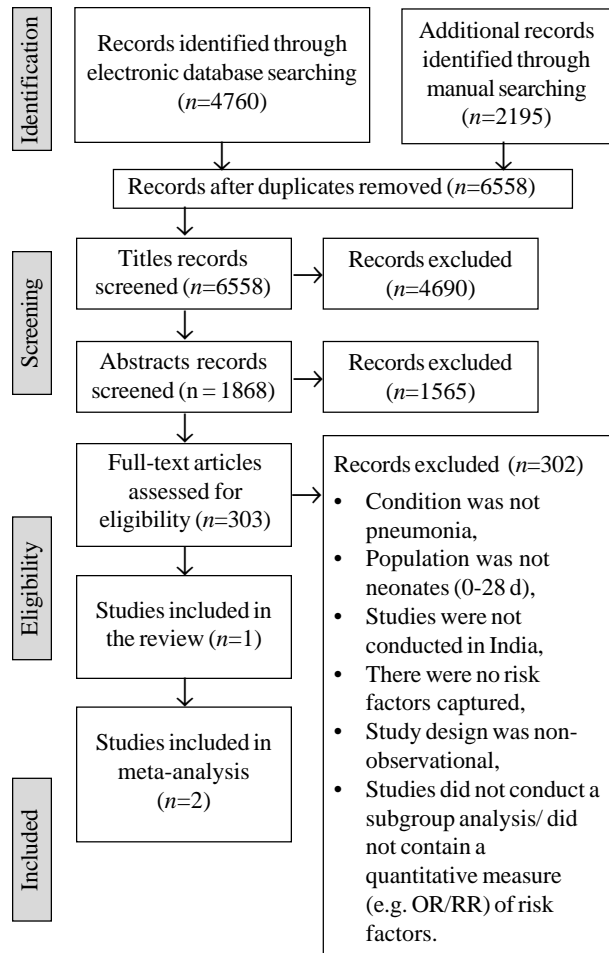 Identification
Records identified through
electronic database searching
(n=4760)
Additional records
identified through
manual searching
(n=2195)
Records after duplicates removed (n=6558)
Screening
Titles records
screened (n=6558)
Records excluded
(n=4690)
Abstracts records
screened (n = 1868)
Records excluded
(n=1565)
Eligibility
Full-text articles
assessed for
eligibility (n=303)
Records excluded (n=302)
• Condition was not
pneumonia,
• Population was not
neonates (0-28 d),
• Studies were not
conducted in India,
• There were no risk
factors captured,
• Study design was non-
observational,
• Studies did not conduct a
subgroup analysis/ did
not contain a
quantitative measure
(e.g. OR/RR) of risk
factors.
Studies included in
the review (n=1)
Included
Studies included in
meta-analysis
(n=2)